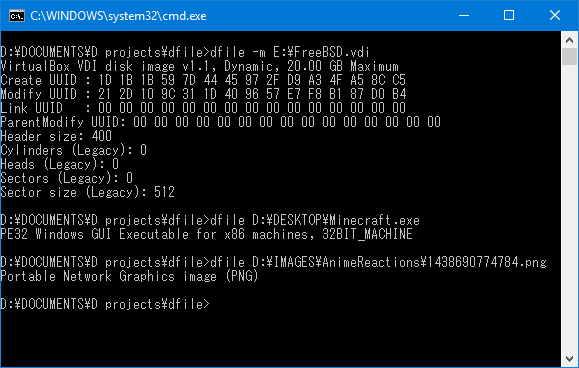 C:\WINDOWS\system32\cmd.exe
D:¥DOCUMENTS¥D projects¥dfile>dfile -m E:¥FreeBSD.vdi
VirtualBox VDI disk image v1.1, Dynamic, 20.00 GB Maximum
Create UUID : 1D 1B 1B 59 7D 44 45 97 2F D9 A3 4F A5 8C C5
Modify UUID : 21 2D 10 9C 31 1D 40 96 57 E7 F8 B1 87 D0 B4
Link UUID   : 00 00 00 00 00 00 00 00 00 00 00 00 00 00 00
ParentModify UUID: 00 00 00 00 00 00 00 00 00 00 00 00 00 00 00
Header size: 400
Cylinders (Legacy): 0
Heads (Legacy): 0
Sectors (Legacy): 0
Sector size (Legacy): 512
D:¥DOCUMENTS¥D projects¥dfile>dfile D:¥DESKTOP¥Minecraft.exe
PE32 Windows GUI Executable for x86 machines, 32BIT_MACHINE
D:¥DOCUMENTS¥D projects¥dfile>dfile D:¥IMAGES¥AnimeReactions¥1438690774784.png
Portable Network Graphics image (PNG)
D:¥DOCUMENTS¥D projects¥dfile>